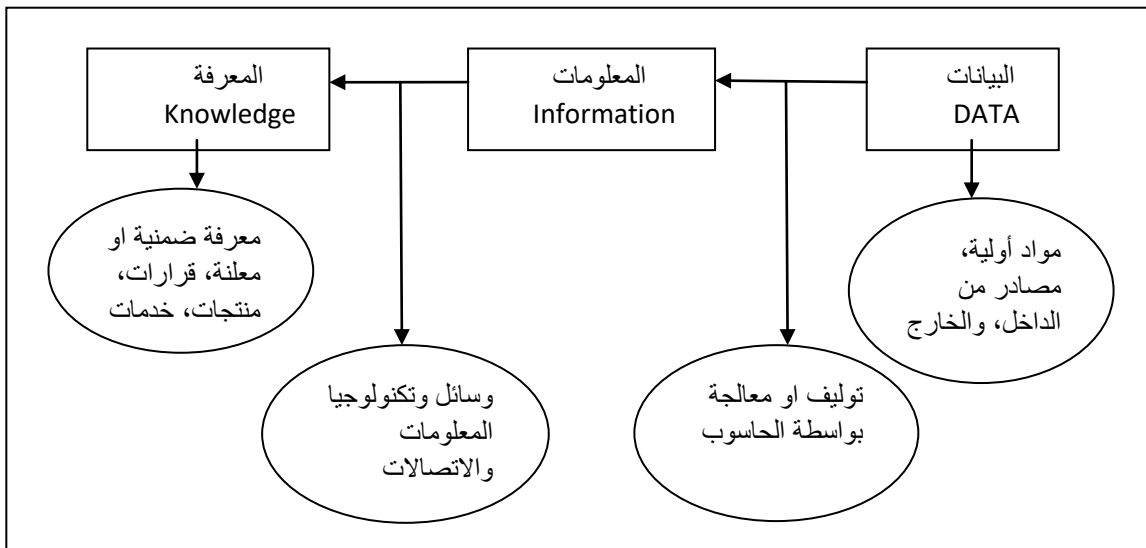 البيانات
DATA
المعلومات
Information
المعرفة
Knowledge
مواد أولية،
مصادر من
الداخل، والخارج
توليف او معالجة
بواسطة الحاسوب
وسائل وتكنولوجيا
المعلومات
والاتصالات
معرفة ضمنية او
معلنة، قرارات،
منتجات، خدمات